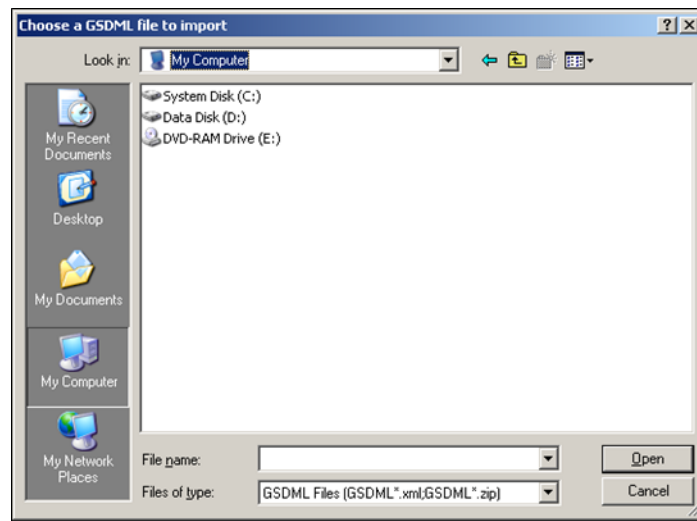 Choose a GSDML file to import
Look in: My Computer
System Disk (C:)
Data Disk (D:)
DVD-RAM Drive (E:)
My Recent
Documents
Desktop
My Documents
My Computer
My Network
Places
File name:
Open
Files of type: GSDML Files (GSDML*.xml;GSDML*.zip)
Cancel